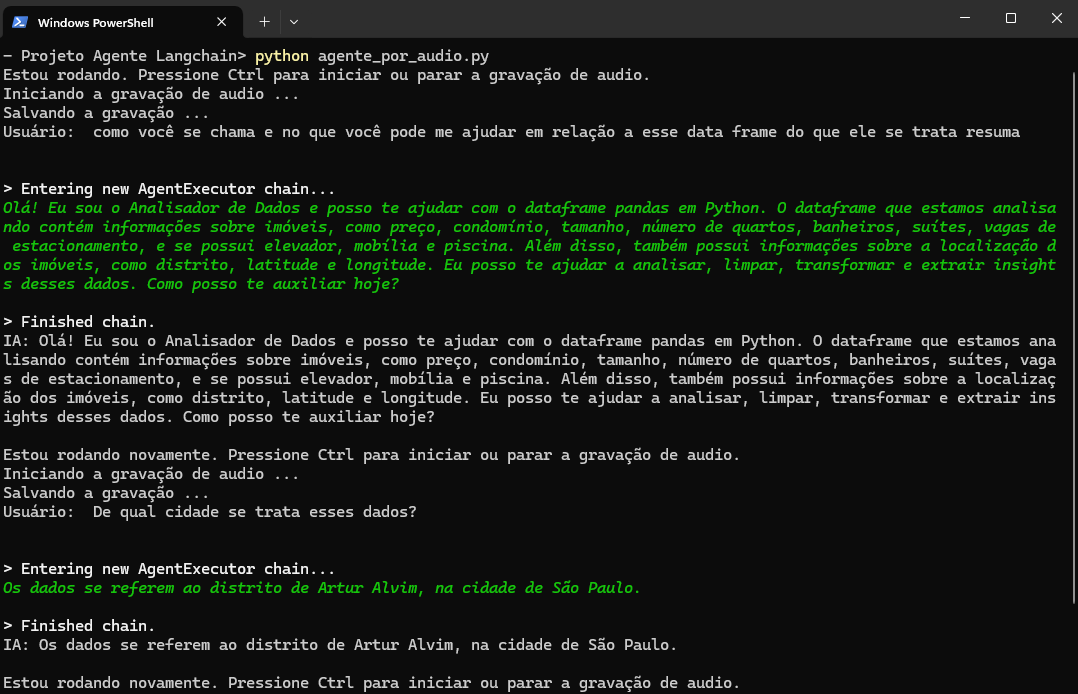 Windows PowerShell
- Projeto Agente Langchain> python agente_por_audio.py
Estou rodando. Pressione Ctrl para iniciar ou parar a gravação de audio.
Iniciando a gravação de audio ...
Salvando a gravação ...
Usuário:  como você se chama e no que você pode me ajudar em relação a esse data frame do que ele se trata resuma
> Entering new AgentExecutor chain...
Olá! Eu sou o Analisador de Dados e posso te ajudar com o dataframe pandas em Python. O dataframe que estamos analisa
ndo contém informações sobre imóveis, como preço, condomínio, tamanho, número de quartos, banheiros, suítes, vagas de
 estacionamento, e se possui elevador, mobília e piscina. Além disso, também possui informações sobre a localização d
os imóveis, como distrito, latitude e longitude. Eu posso te ajudar a analisar, limpar, transformar e extrair insight
s desses dados. Como posso te auxiliar hoje?
> Finished chain.
IA: Olá! Eu sou o Analisador de Dados e posso te ajudar com o dataframe pandas em Python. O dataframe que estamos ana
lisando contém informações sobre imóveis, como preço, condomínio, tamanho, número de quartos, banheiros, suítes, vaga
s de estacionamento, e se possui elevador, mobília e piscina. Além disso, também possui informações sobre a localizaç
ão dos imóveis, como distrito, latitude e longitude. Eu posso te ajudar a analisar, limpar, transformar e extrair ins
ights desses dados. Como posso te auxiliar hoje?
Estou rodando novamente. Pressione Ctrl para iniciar ou parar a gravação de audio.
Iniciando a gravação de audio ...
Salvando a gravação ...
Usuário:  De qual cidade se trata esses dados?
> Entering new AgentExecutor chain...
Os dados se referem ao distrito de Artur Alvim, na cidade de São Paulo.
> Finished chain.
IA: Os dados se referem ao distrito de Artur Alvim, na cidade de São Paulo.
Estou rodando novamente. Pressione Ctrl para iniciar ou parar a gravação de audio.